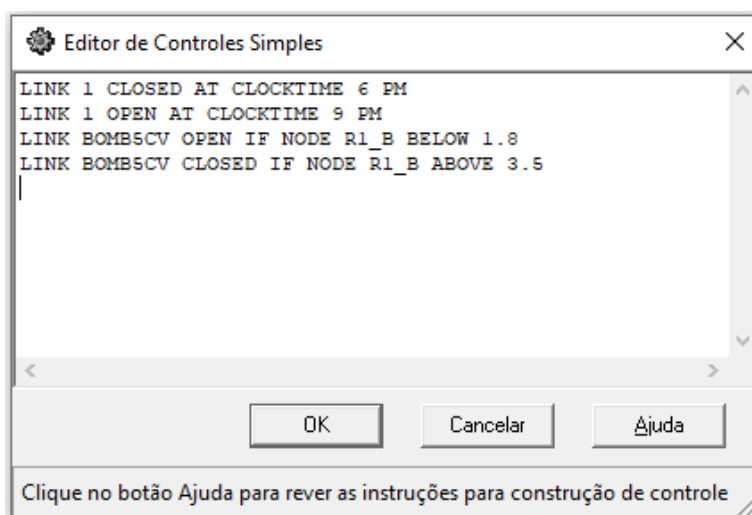 Editor de Controles Simples
LINK 1 CLOSED AT CLOCKTIME 6 PM
LINK 1 OPEN AT CLOCKTIME 9 PM
LINK BOMB5CV OPEN IF NODE R1_B BELOW 1.8
LINK BOMB5CV CLOSED IF NODE R1_B ABOVE 3.5
OK Cancelar Ajuda
Clique no botão Ajuda para rever as instruções para construção de controle